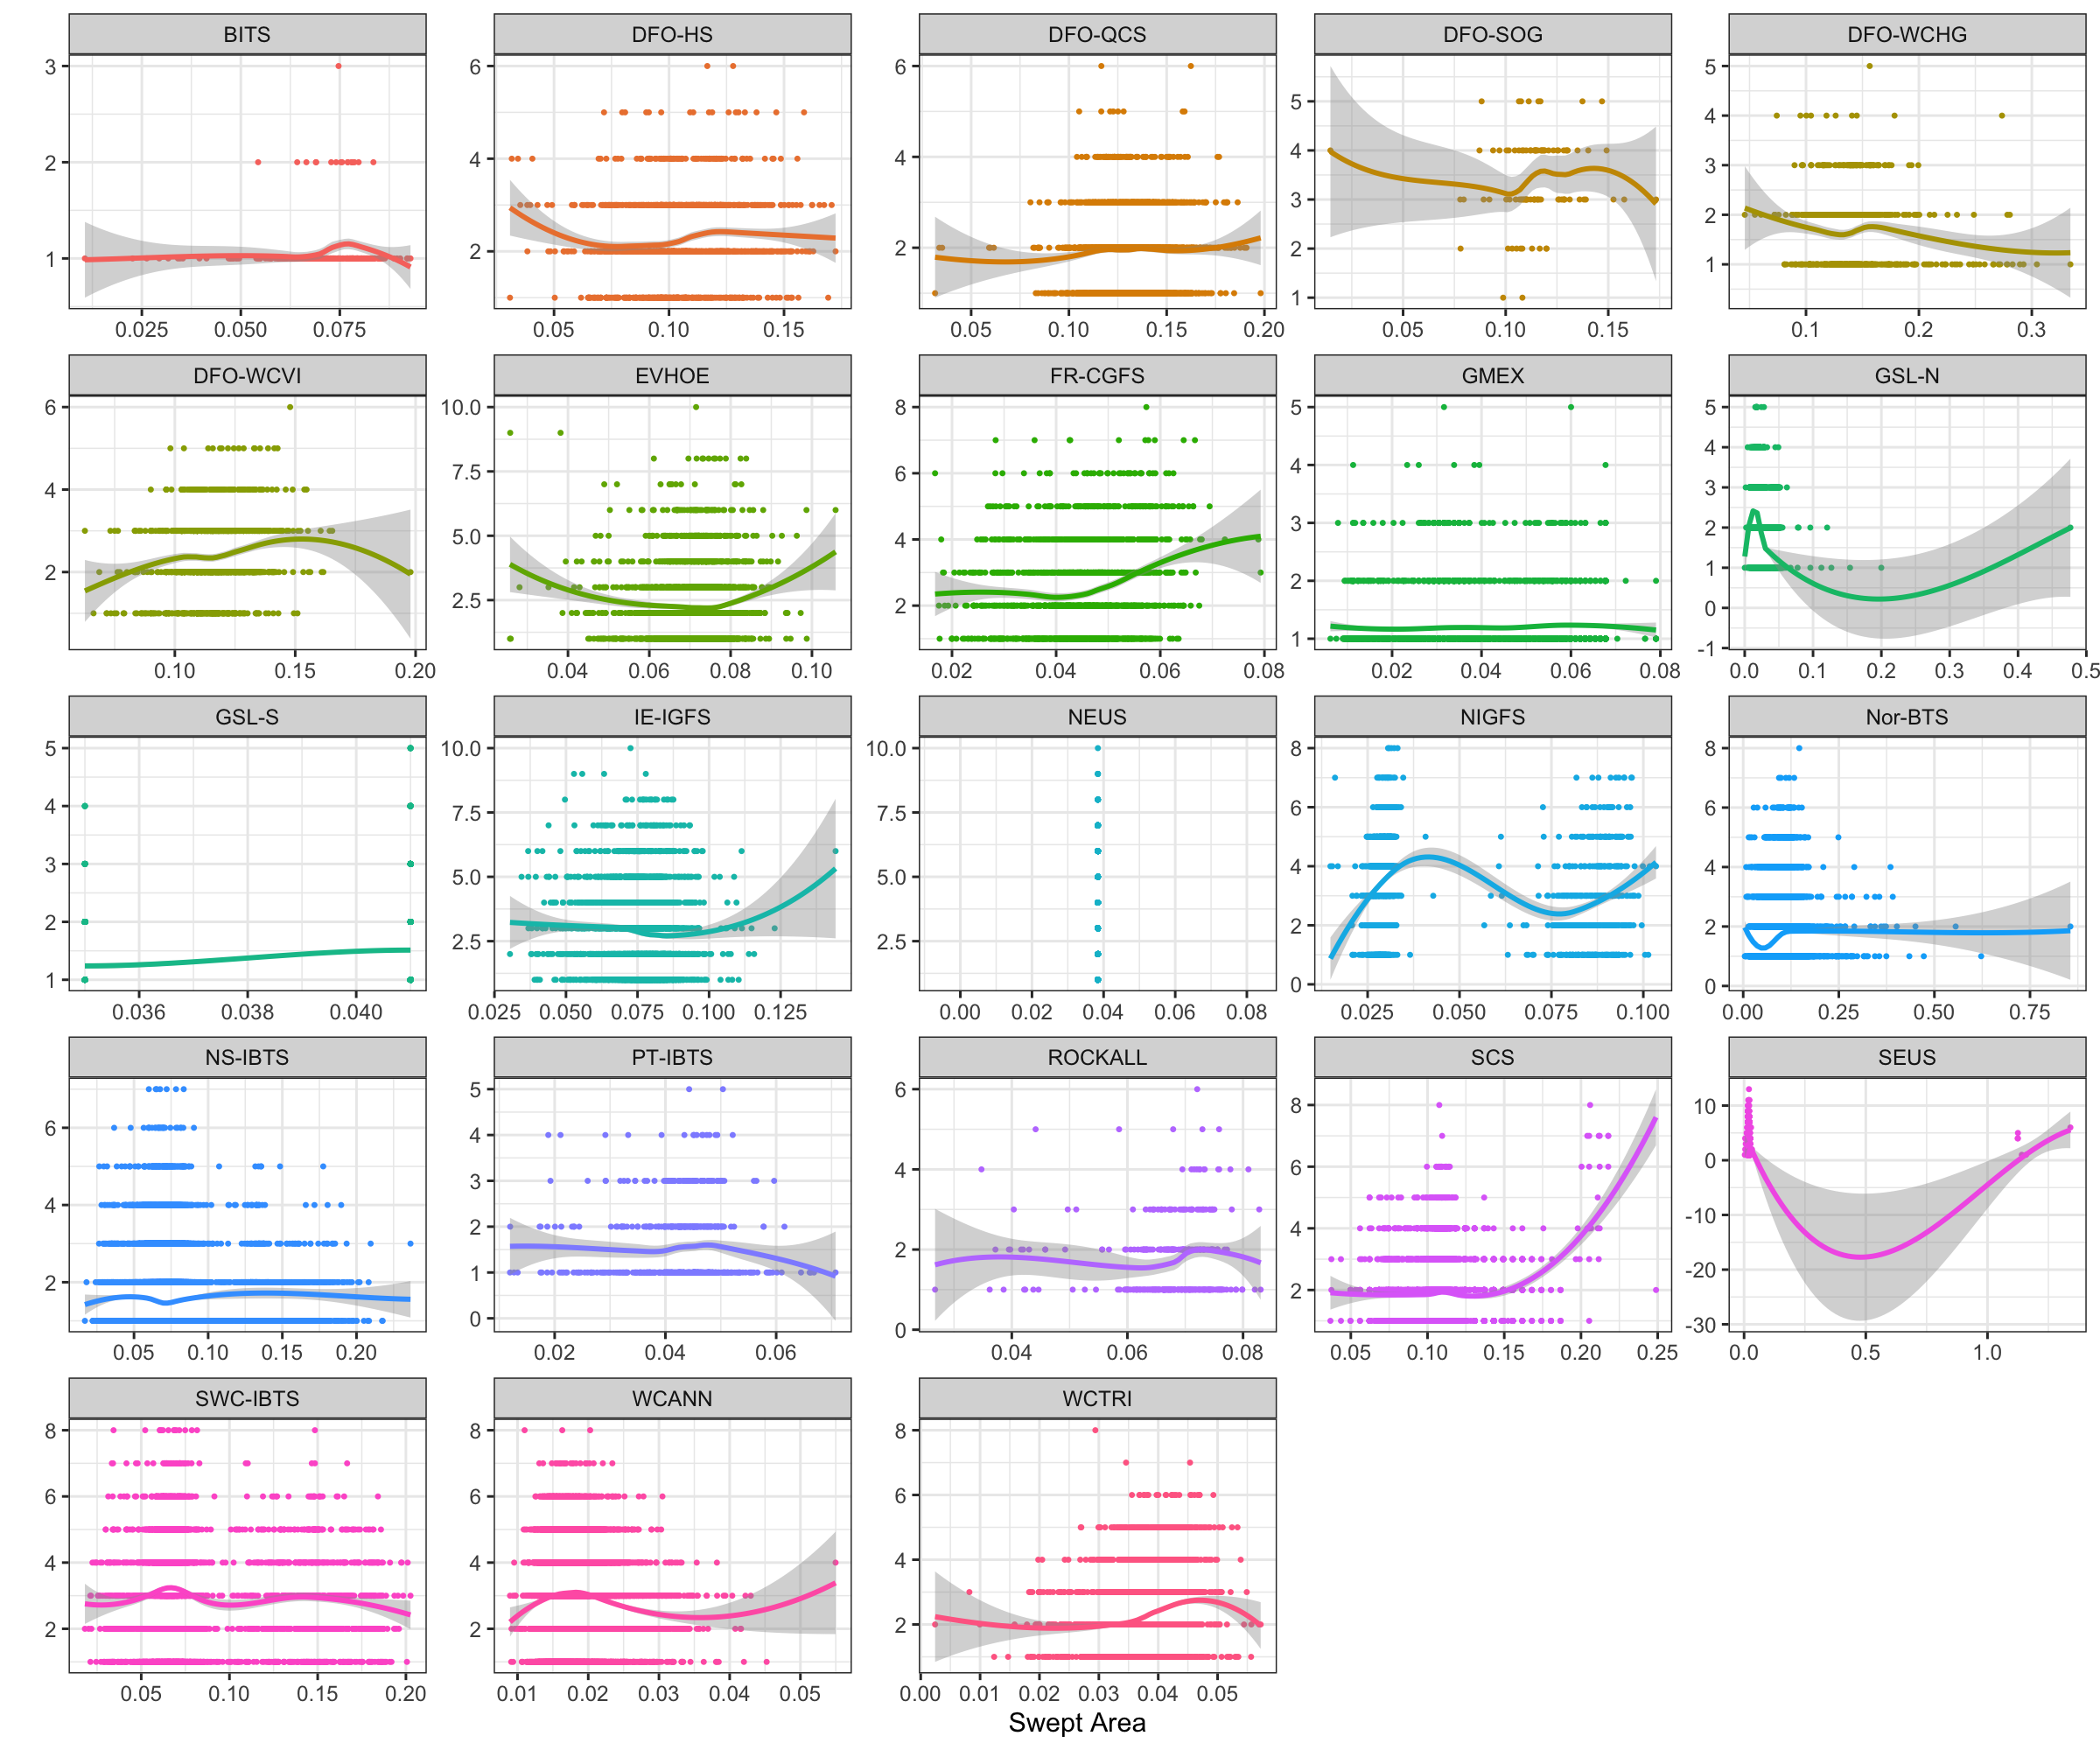 BITS DFO-HS DFO-QCS DFO-SOG DFO-WCHG
3 6 6 5 5
2 4 4 4 4
1 2 2 3 3
2 2
1 1
0.025 0.050 0.075 0.05 0.10 0.15 0.05 0.10 0.15 0.20 0.05 0.10 0.15 0.1 0.2 0.3
DFO-WCVI EVHOE FR-CGFS GMEX GSL-N
6 10.0 8 5 5
4 7.5 6 4 4
2 5.0 4 3 3
2.5 2 2 2
1 1
0
-1
0.10 0.15 0.20 0.04 0.06 0.08 0.10 0.02 0.04 0.06 0.08 0.02 0.04 0.06 0.08 0.0 0.1 0.2 0.3 0.4 0.5
GSL-S IE-IGFS NEUS NIGFS Nor-BTS
5 10.0 10.0 8 8
4 7.5 7.5 6 6
3 5.0 5.0 4 4
2 2.5 2.5 2 2
1 0 0
0.036 0.038 0.040 0.025 0.050 0.075 0.100 0.125 0.00 0.02 0.04 0.06 0.08 0.025 0.050 0.075 0.100 0.00 0.25 0.50 0.75
NS-IBTS PT-IBTS ROCKALL SCS SEUS
6 5 6 8 10
4 4 4 6 0
2 3 2 4 -10
2 0 2 -20
1 -30
0
0.05 0.10 0.15 0.20 0.02 0.04 0.06 0.04 0.06 0.08 0.05 0.10 0.15 0.20 0.25 0.0 0.5 1.0
SWC-IBTS WCANN WCTRI
8 8 8
6 6 6
4 4 4
2 2 2
0.05 0.10 0.15 0.20 0.01 0.02 0.03 0.04 0.05 0.00 0.01 0.02 0.03 0.04 0.05
Swept Area